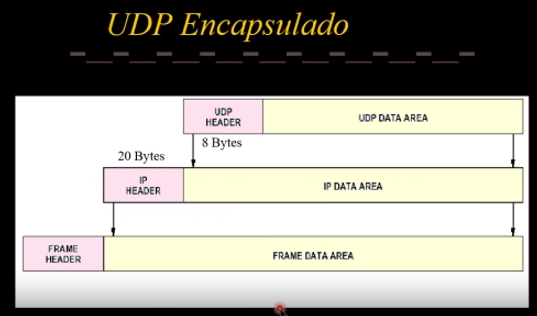 UDP Encapsulado
UDP
HEADER
UDP DATA AREA
8 Bytes
20 Bytes
IP
HEADER
IP DATA AREA
FRAME
HEADER
FRAME DATA AREA